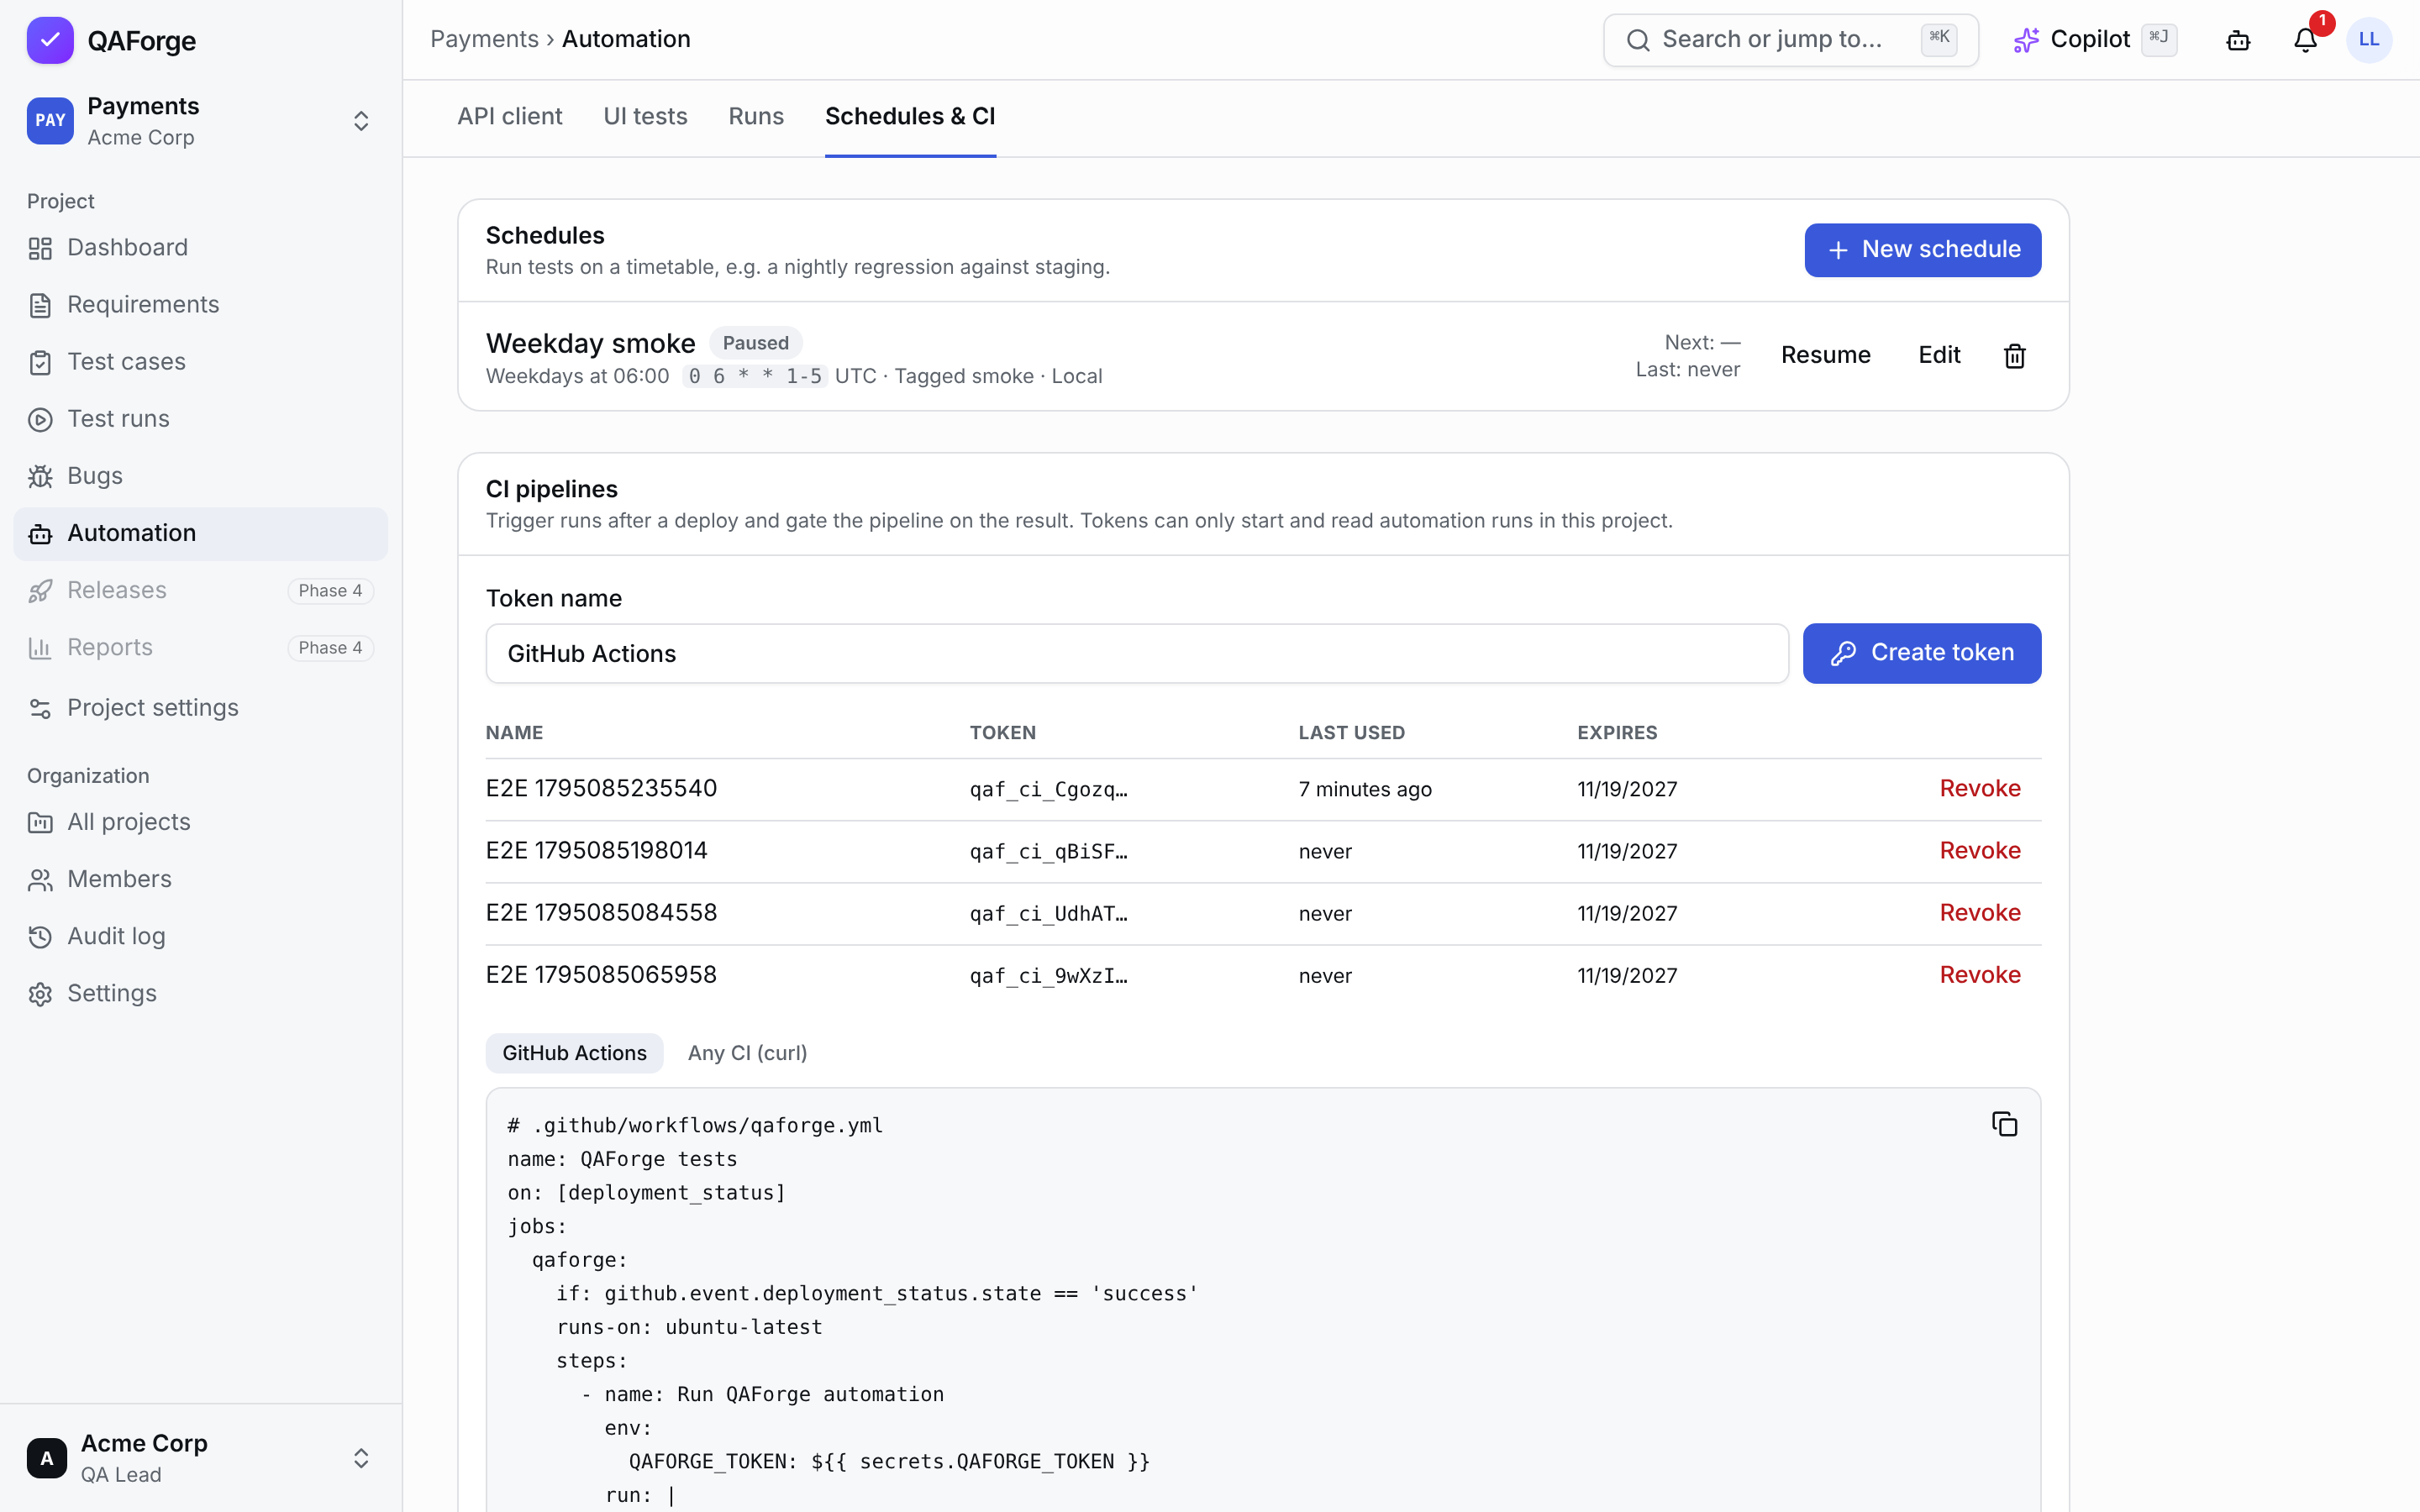 QAForge
PAY
Payments
Acme Corp
Project
Dashboard
Requirements
Test cases
Test runs
Bugs
Automation
Releases Phase 4
Reports Phase 4
Project settings
Organization
All projects
Members
Audit log
Settings
A
Acme Corp
QA Lead
Payments › Automation
Search or jump to... ⌘K
Copilot ⌘J
1
LL
API client UI tests Runs Schedules & CI
Schedules
Run tests on a timetable, e.g. a nightly regression against staging.
New schedule
Weekday smoke Paused
Weekdays at 06:00 0 6 * * 1-5 UTC · Tagged smoke · Local
Next: —
Last: never
Resume Edit
CI pipelines
Trigger runs after a deploy and gate the pipeline on the result. Tokens can only start and read automation runs in this project.
Token name
GitHub Actions
Create token
NAME TOKEN LAST USED EXPIRES
E2E 1795085235540 qaf_ci_Cgozq… 7 minutes ago 11/19/2027 Revoke
E2E 1795085198014 qaf_ci_qBiSF… never 11/19/2027 Revoke
E2E 1795085084558 qaf_ci_UdhAT… never 11/19/2027 Revoke
E2E 1795085065958 qaf_ci_9wXzI… never 11/19/2027 Revoke
GitHub Actions Any CI (curl)
# .github/workflows/qaforge.yml
name: QAForge tests
on: [deployment_status]
jobs:
  qaforge:
    if: github.event.deployment_status.state == 'success'
    runs-on: ubuntu-latest
    steps:
      - name: Run QAForge automation
        env:
          QAFORGE_TOKEN: ${{ secrets.QAFORGE_TOKEN }}
        run: |